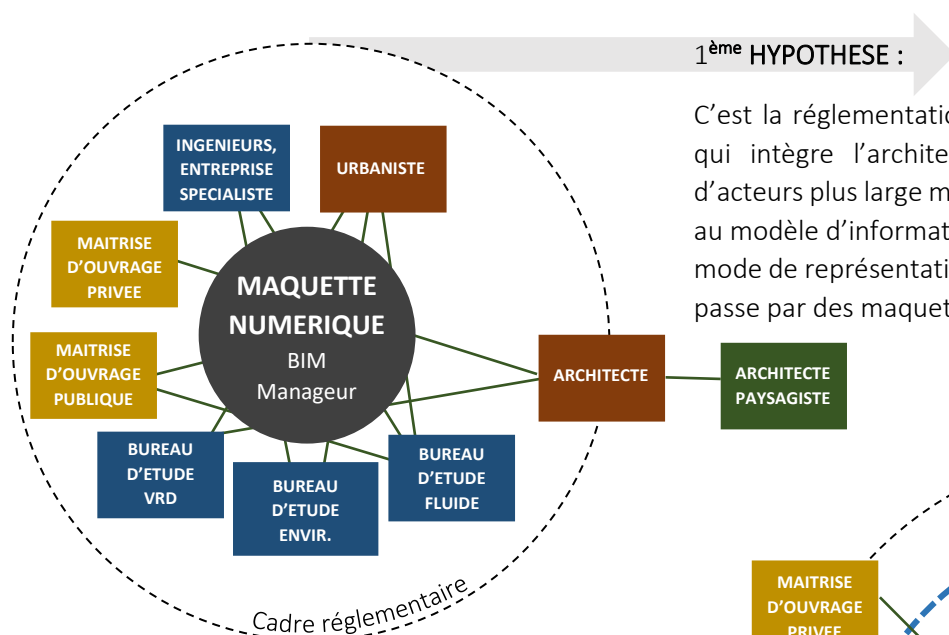 1ème HYPOTHESE :
C'est la réglementatio
qui intègre l'archite
d'acteurs plus large m
au modèle d'informat
mode de représentati
passe par des maquet
INGENIEURS,
ENTREPRISE
SPECIALISTE
URBANISTE
MAITRISE
D'OUVRAGE
PRIVEE
MAQUETTE
NUMERIQUE
BIM
Manageur
MAITRISE
D'OUVRAGE
PUBLIQUE
ARCHITECTE
ARCHITECTE
PAYSAGISTE
BUREAU
D'ETUDE
VRD
BUREAU
D'ETUDE
ENVIR.
BUREAU
D'ETUDE
FLUIDE
Cadre réglementaire
MAITRISE
D'OUVRAGE
PRIVEE